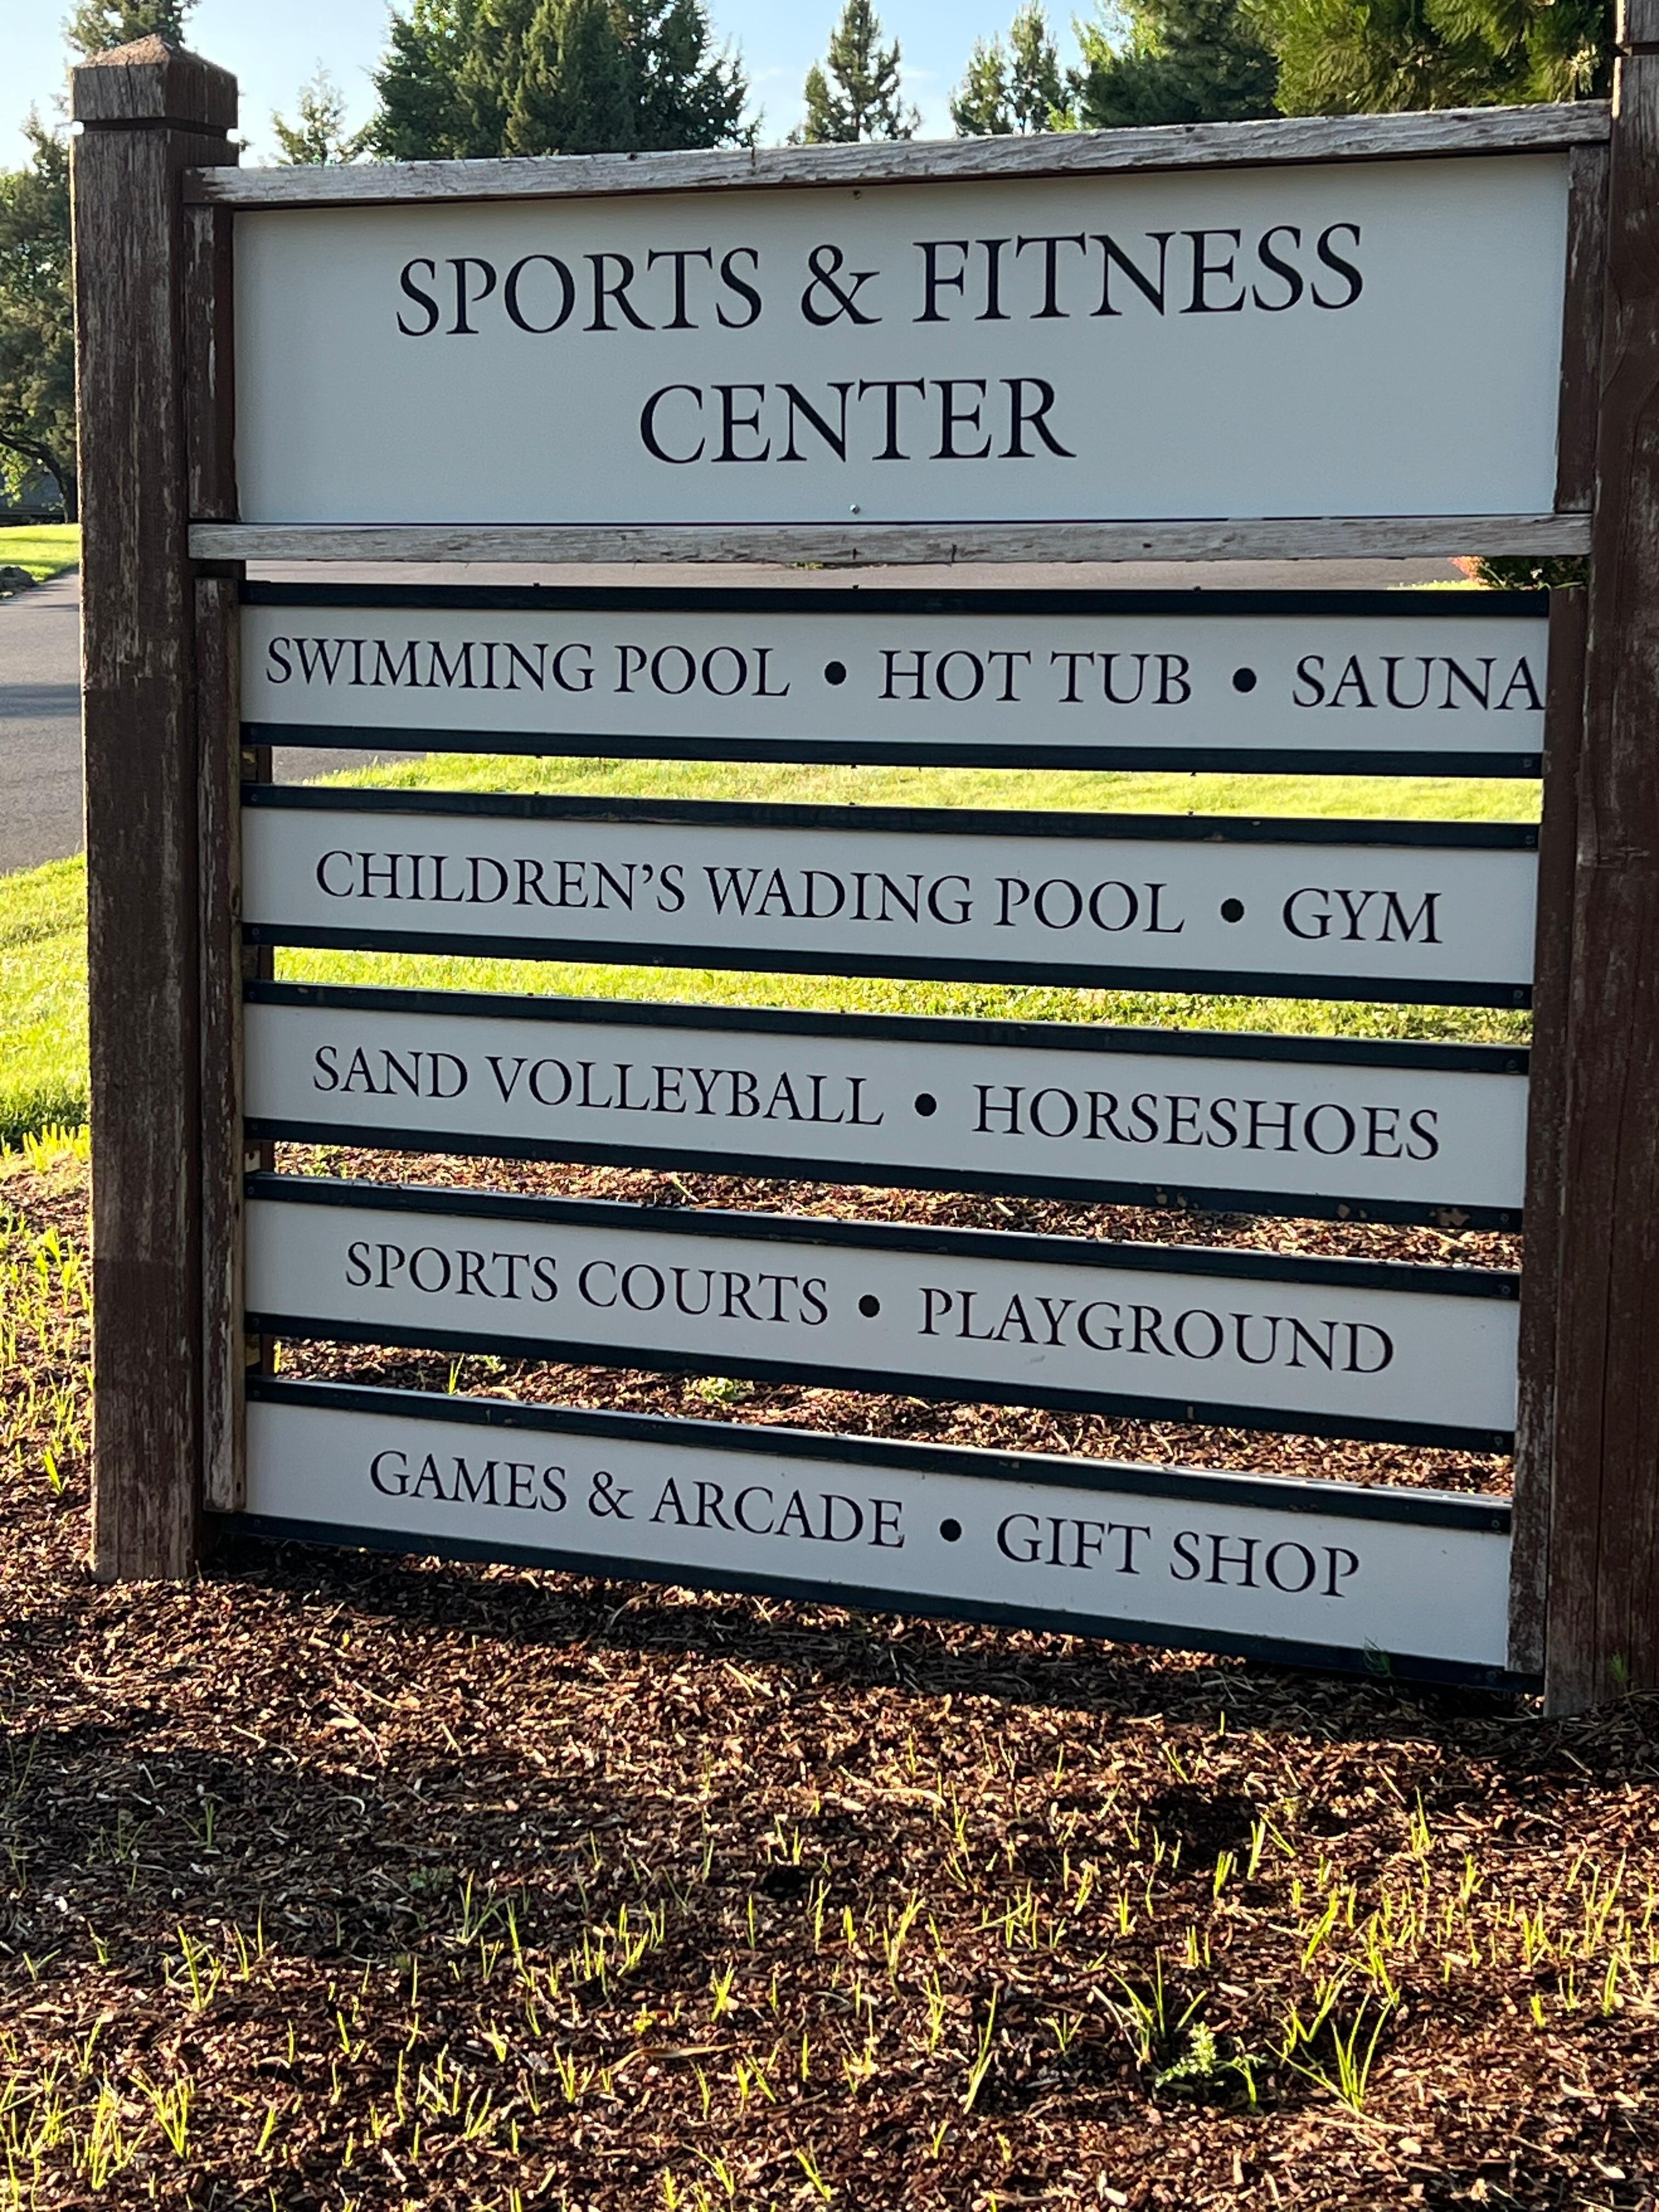 SPORTS & FITNESS
CENTER
SWIMMING POOL • HOT TUB • SAUNA
CHILDREN’S WADING POOL • GYM
SAND VOLLEYBALL • HORSESHOES
SPORTS COURTS • PLAYGROUND
GAMES & ARCADE • GIFT SHOP